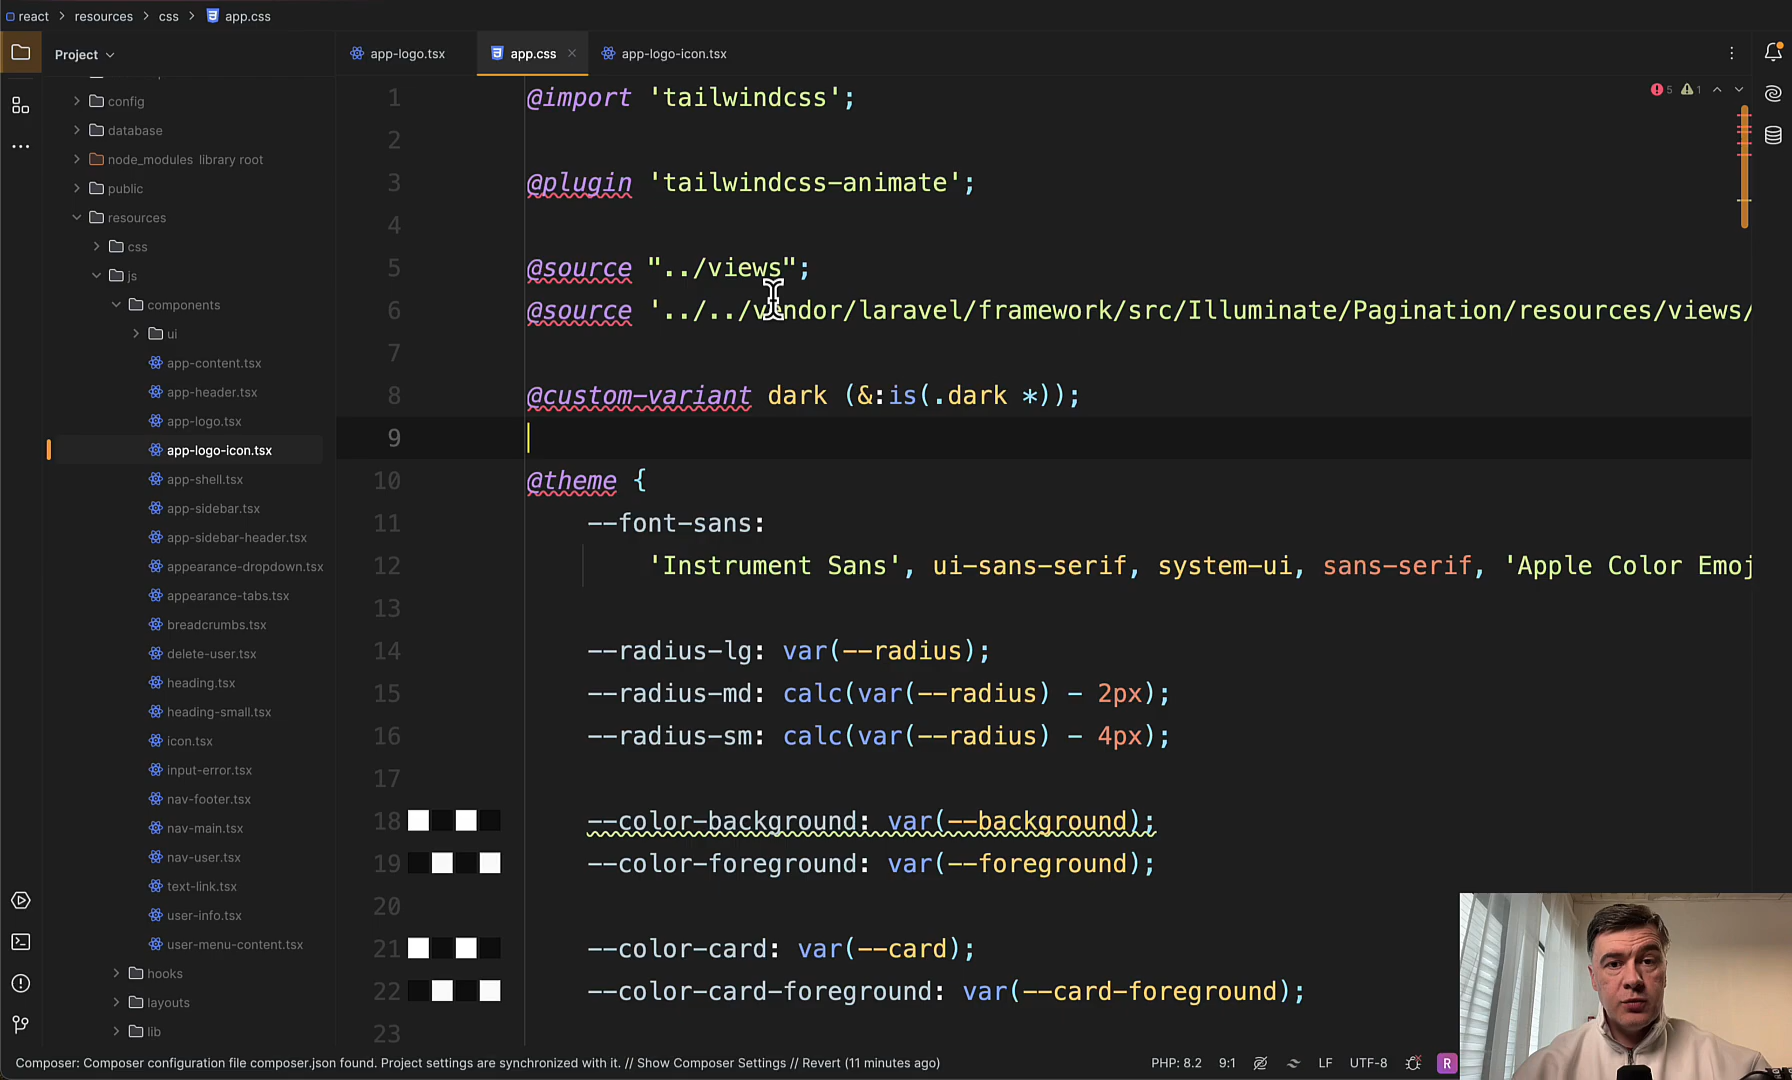 react > resources > css > app.css
Project
app-logo.tsx
app.css
app-logo-icon.tsx
config
database
node_modules library root
public
resources
css
js
components
ui
app-content.tsx
app-header.tsx
app-logo.tsx
app-logo-icon.tsx
app-shell.tsx
app-sidebar.tsx
app-sidebar-header.tsx
appearance-dropdown.tsx
appearance-tabs.tsx
breadcrumbs.tsx
delete-user.tsx
heading.tsx
heading-small.tsx
icon.tsx
input-error.tsx
nav-footer.tsx
nav-main.tsx
nav-user.tsx
text-link.tsx
user-info.tsx
user-menu-content.tsx
hooks
layouts
lib
5 1
1 @import 'tailwindcss';
2
3 @plugin 'tailwindcss-animate';
4
5 @source "../views";
6 @source '../../vendor/laravel/framework/src/Illuminate/Pagination/resources/views/
7
8 @custom-variant dark (&:is(.dark *));
9
10 @theme {
11 --font-sans:
12 'Instrument Sans', ui-sans-serif, system-ui, sans-serif, 'Apple Color Emoj
13
14 --radius-lg: var(--radius);
15 --radius-md: calc(var(--radius) - 2px);
16 --radius-sm: calc(var(--radius) - 4px);
17
18 --color-background: var(--background);
19 --color-foreground: var(--foreground);
20
21 --color-card: var(--card);
22 --color-card-foreground: var(--card-foreground);
23
Composer: Composer configuration file composer.json found. Project settings are synchronized with it. // Show Composer Settings // Revert (11 minutes ago)
PHP: 8.2 9:1 LF UTF-8 R